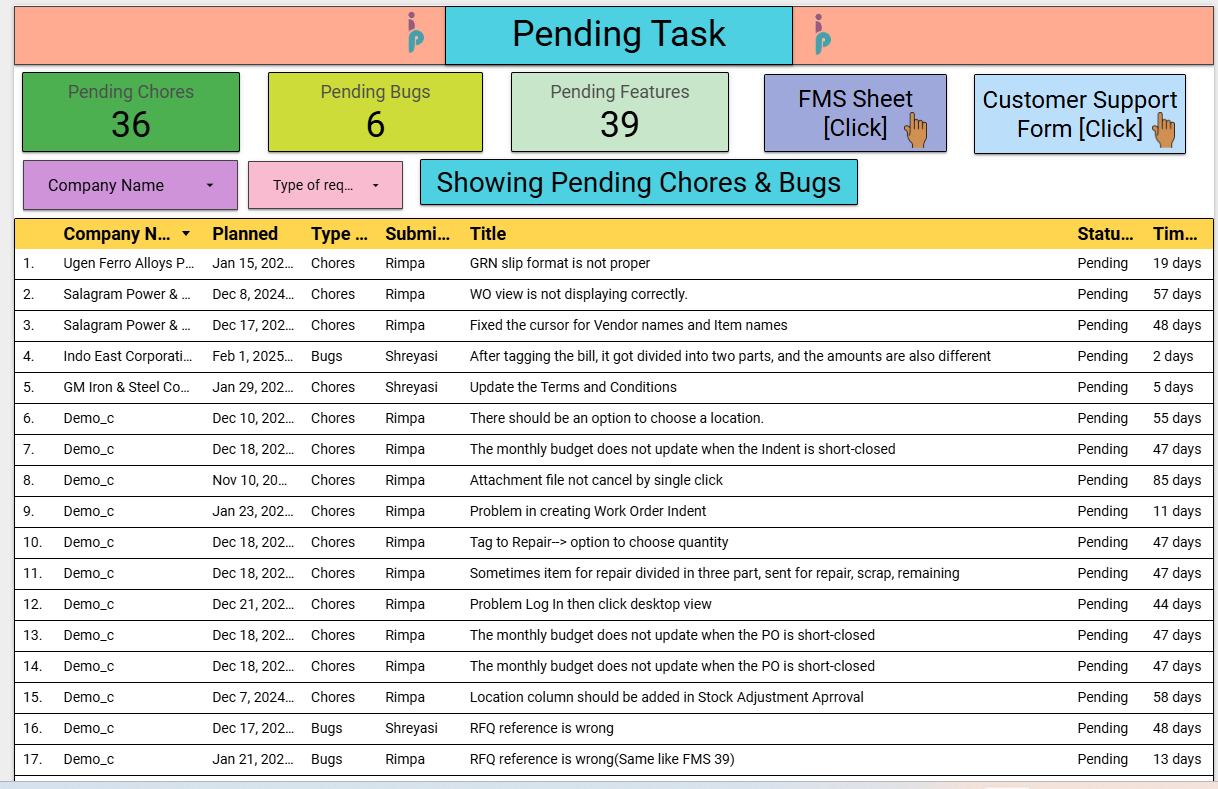 Pending Task
Pending Chores
36
Pending Bugs
6
Pending Features
39
FMS Sheet
[Click]
Customer Support
Form [Click]
Company Name
Type of req...
Showing Pending Chores & Bugs
Company N... Planned Type ... Submi... Title Statu... Tim...
1. Ugen Ferro Alloys P... Jan 15, 202... Chores Rimpa GRN slip format is not proper Pending 19 days
2. Salagram Power & ... Dec 8, 2024... Chores Rimpa WO view is not displaying correctly. Pending 57 days
3. Salagram Power & ... Dec 17, 202... Chores Rimpa Fixed the cursor for Vendor names and Item names Pending 48 days
4. Indo East Corporati... Feb 1, 2025... Bugs Shreyasi After tagging the bill, it got divided into two parts, and the amounts are also different Pending 2 days
5. GM Iron & Steel Co... Jan 29, 202... Chores Shreyasi Update the Terms and Conditions Pending 5 days
6. Demo_c Dec 10, 202... Chores Rimpa There should be an option to choose a location. Pending 55 days
7. Demo_c Dec 18, 202... Chores Rimpa The monthly budget does not update when the Indent is short-closed Pending 47 days
8. Demo_c Nov 10, 20... Chores Rimpa Attachment file not cancel by single click Pending 85 days
9. Demo_c Jan 23, 202... Chores Rimpa Problem in creating Work Order Indent Pending 11 days
10. Demo_c Dec 18, 202... Chores Rimpa Tag to Repair--> option to choose quantity Pending 47 days
11. Demo_c Dec 18, 202... Chores Rimpa Sometimes item for repair divided in three part, sent for repair, scrap, remaining Pending 47 days
12. Demo_c Dec 21, 202... Chores Rimpa Problem Log In then click desktop view Pending 44 days
13. Demo_c Dec 18, 202... Chores Rimpa The monthly budget does not update when the PO is short-closed Pending 47 days
14. Demo_c Dec 18, 202... Chores Rimpa The monthly budget does not update when the PO is short-closed Pending 47 days
15. Demo_c Dec 7, 2024... Chores Rimpa Location column should be added in Stock Adjustment Aprroval Pending 58 days
16. Demo_c Dec 17, 202... Bugs Shreyasi RFQ reference is wrong Pending 48 days
17. Demo_c Jan 21, 202... Bugs Rimpa RFQ reference is wrong(Same like FMS 39) Pending 13 days